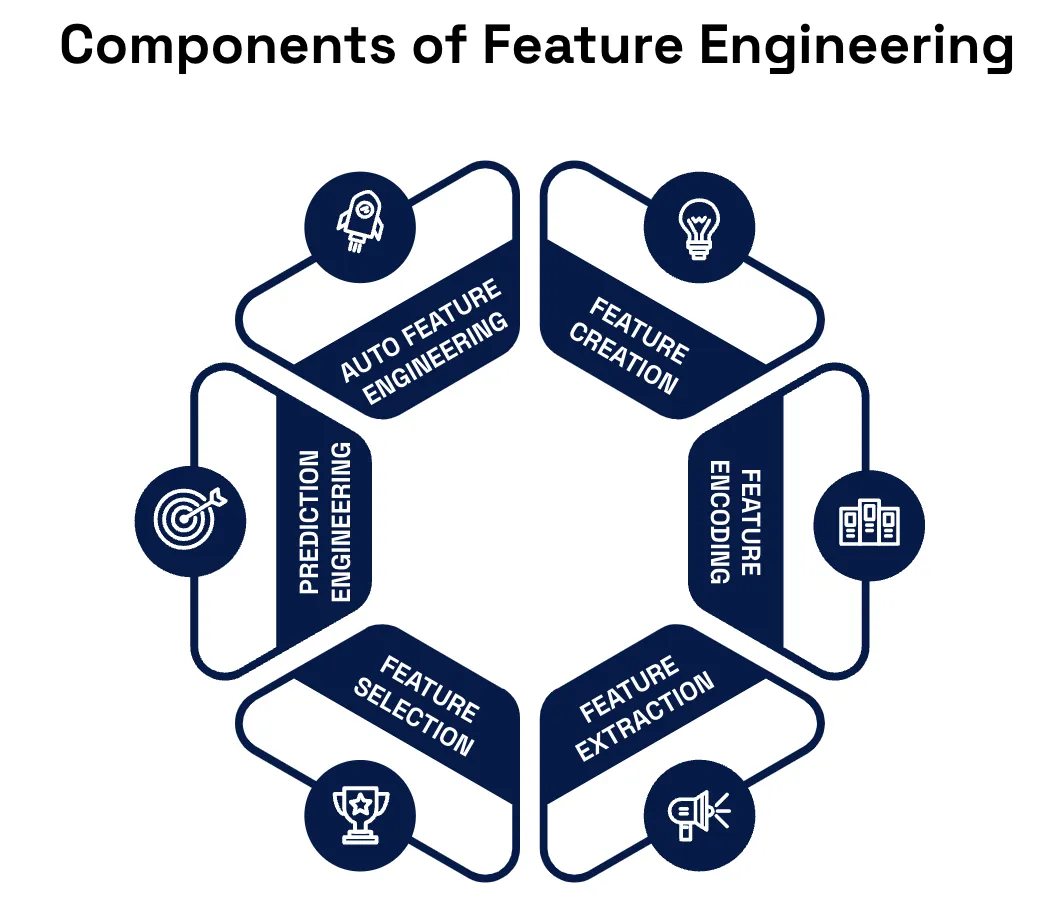 Components of Feature Engineering
AUTO FEATURE
ENGINEERING
FEATURE
CREATION
FEATURE
ENCODING
FEATURE
EXTRACTION
FEATURE
SELECTION
PREDICTION
ENGINEERING